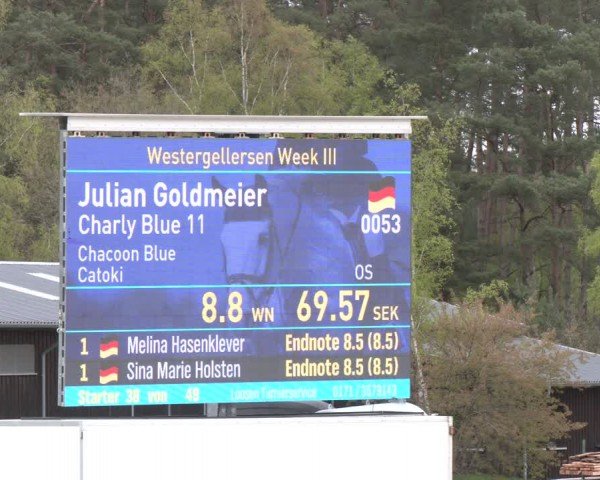 Westergellersen Week III
Julian Goldmeier
Charly Blue 11 0053
Chacoon Blue
Catoki OS
8.8 WN 69.57 SEK
1 Melina Hasenklever Endnote 8.5 (8.5)
1 Sina Marie Holsten Endnote 8.5 (8.5)
Starter 38 von 48